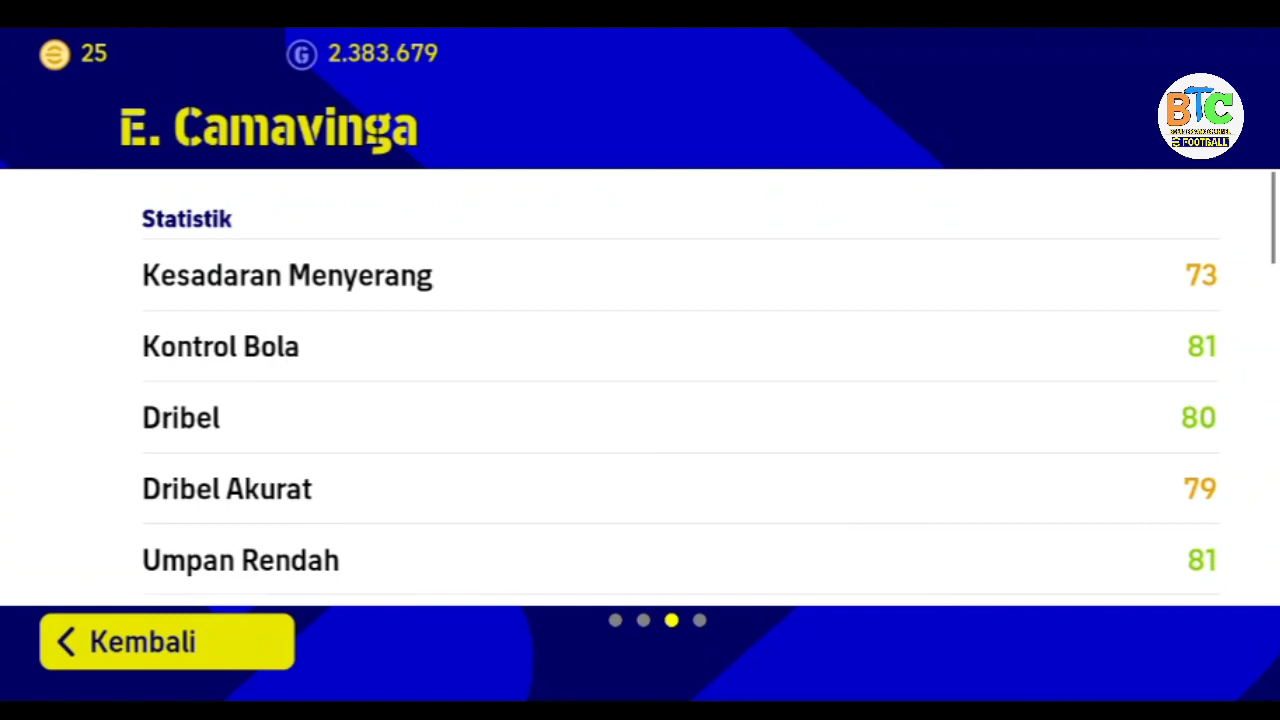 25
G 2.383.679
E. Camavinga
BTC
FOOTBALL
Statistik
Kesadaran Menyerang 73
Kontrol Bola 81
Dribel 80
Dribel Akurat 79
Umpan Rendah 81
Kembali